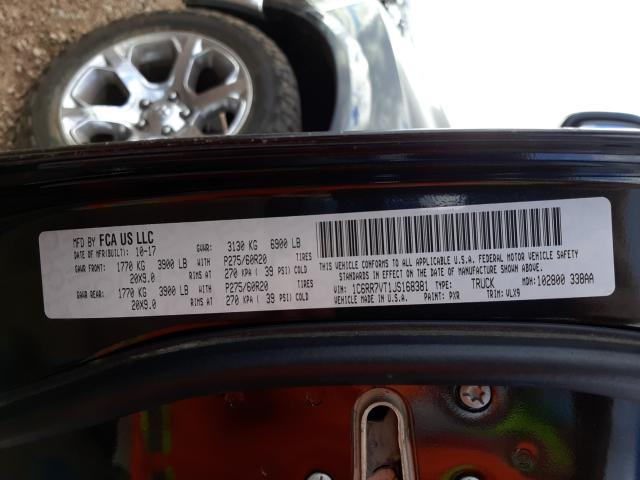 MFD BY FCA US LLC
DATE OF MFR(BUILT): 10-17 GVWR: 3130 KG 6900 LB
GAWR FRONT: 1770 KG 3900 LB WITH P275/60R20 TIRES
20X9.0 RIMS AT 270 KPA ( 39 PSI) COLD
GAWR REAR: 1770 KG 3900 LB WITH P275/60R20 TIRES
20X9.0 RIMS AT 270 KPA ( 39 PSI) COLD
THIS VEHICLE CONFORMS TO ALL APPLICABLE U.S.A. FEDERAL MOTOR VEHICLE SAFETY
STANDARDS IN EFFECT ON THE DATE OF MANUFACTURE SHOWN ABOVE.
VIN: 1C6RR7VT1JS168381 TYPE: TRUCK MDH: 102800 338AA
VEHICLE MADE IN U.S.A. PAINT: PXR TRIM: VLX9